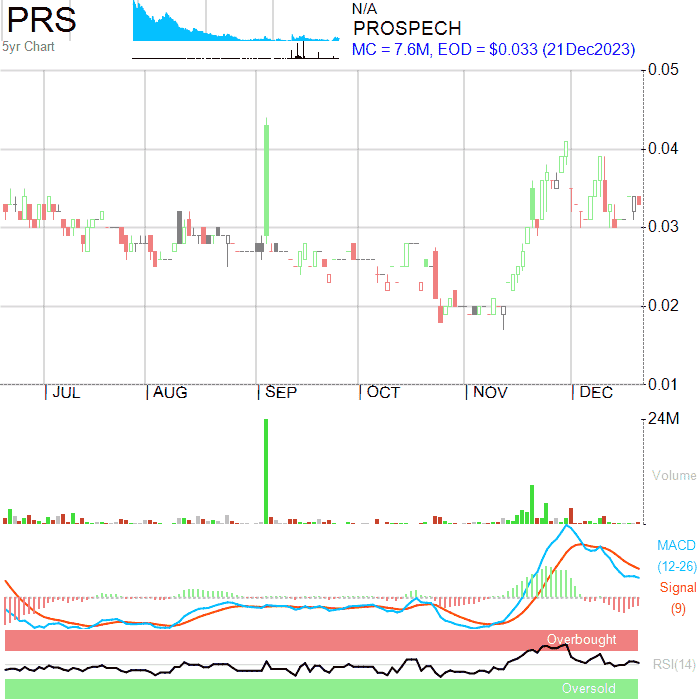 PRS
5yr Chart
N/A
PROSPECH
MC = 7.6M, EOD = $0.033 (21Dec2023)
0.05
0.04
0.03
0.02
0.01
JUL AUG SEP OCT NOV DEC
24M
Volume
MACD
(12-26)
Signal
(9)
Overbought
RSI(14)
Oversold